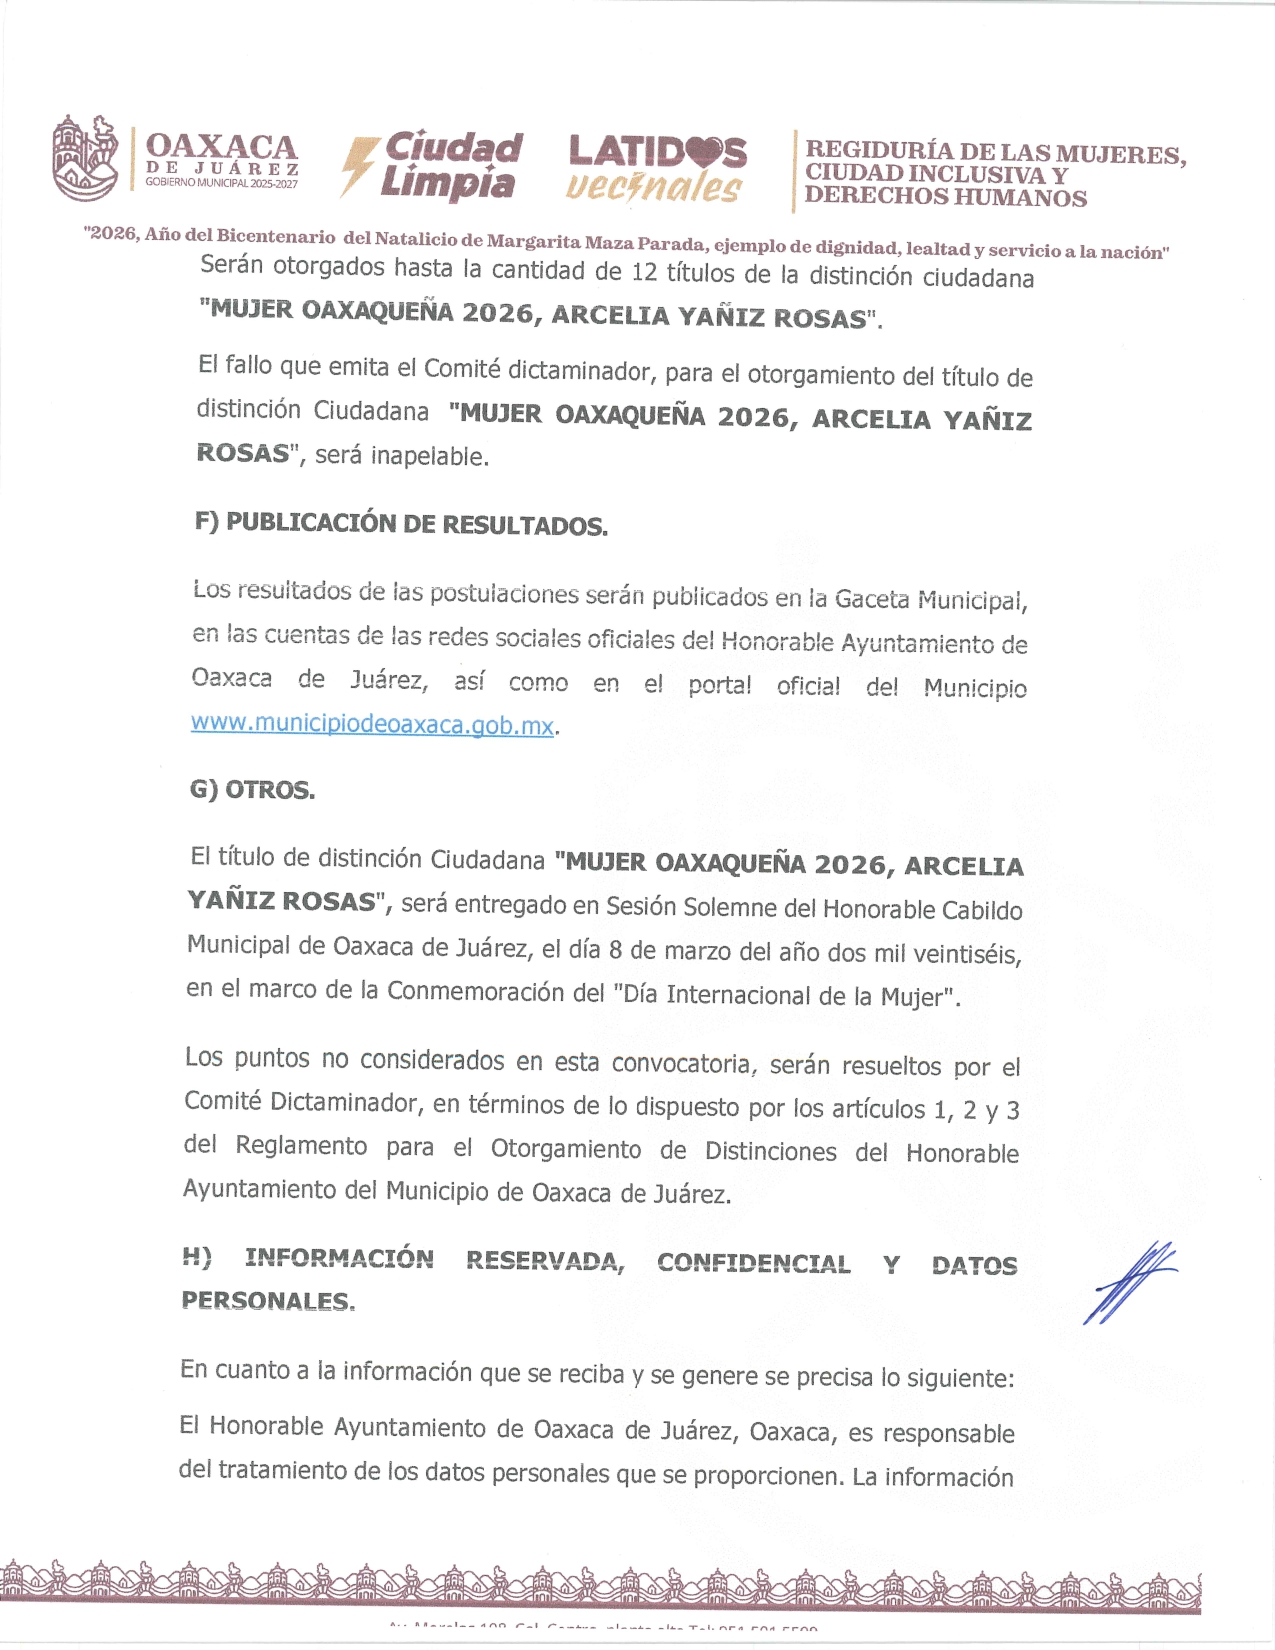 OAXACA
DE JUÁREZ
GOBIERNO MUNICIPAL 2025-2027
Ciudad
Limpia
LATIDOS
vecinales
REGIDURÍA DE LAS MUJERES,
CIUDAD INCLUSIVA Y
DERECHOS HUMANOS
"2026, Año del Bicentenario del Natalicio de Margarita Maza Parada, ejemplo de dignidad, lealtad y servicio a la nación"
Serán otorgados hasta la cantidad de 12 títulos de la distinción ciudadana
"MUJER OAXAQUEÑA 2026, ARCELIA YAÑIZ ROSAS".
El fallo que emita el Comité dictaminador, para el otorgamiento del título de
distinción Ciudadana "MUJER OAXAQUEÑA 2026, ARCELIA YAÑIZ
ROSAS", será inapelable.
F) PUBLICACIÓN DE RESULTADOS.
Los resultados de las postulaciones serán publicados en la Gaceta Municipal,
en las cuentas de las redes sociales oficiales del Honorable Ayuntamiento de
Oaxaca de Juárez, así como en el portal oficial del Municipio
www.municipiodeoaxaca.gob.mx.
G) OTROS.
El título de distinción Ciudadana "MUJER OAXAQUEÑA 2026, ARCELIA
YAÑIZ ROSAS", será entregado en Sesión Solemne del Honorable Cabildo
Municipal de Oaxaca de Juárez, el día 8 de marzo del año dos mil veintiséis,
en el marco de la Conmemoración del "Día Internacional de la Mujer".
Los puntos no considerados en esta convocatoria, serán resueltos por el
Comité Dictaminador, en términos de lo dispuesto por los artículos 1, 2 y 3
del Reglamento para el Otorgamiento de Distinciones del Honorable
Ayuntamiento del Municipio de Oaxaca de Juárez.
H) INFORMACIÓN RESERVADA, CONFIDENCIAL Y DATOS
PERSONALES.
En cuanto a la información que se reciba y se genere se precisa lo siguiente:
El Honorable Ayuntamiento de Oaxaca de Juárez, Oaxaca, es responsable
del tratamiento de los datos personales que se proporcionen. La información